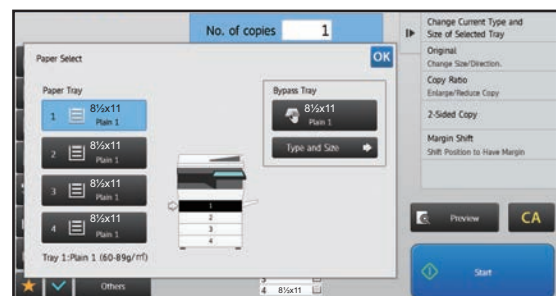 No. of copies 1
Paper Select
OK
Paper Tray
1 8½x11
Plain 1
2 8½x11
Plain 1
3 8½x11
Plain 1
4 8½x11
Plain 1
Tray 1:Plain 1 (60-89g/㎡)
Bypass Tray
8½x11
Plain 1
Type and Size
1
2
3
4
Others
4 8½x11
Change Current Type and
Size of Selected Tray
Original
Change Size/Direction.
Copy Ratio
Enlarge/Reduce Copy
2-Sided Copy
Margin Shift
Shift Position to Have Margin
Preview
CA
Start